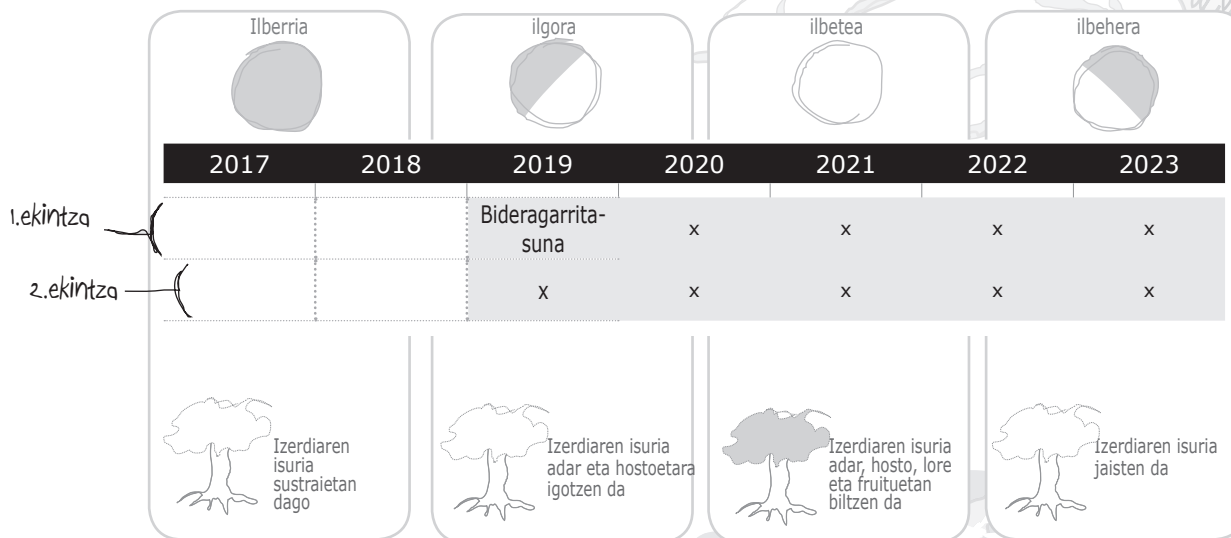 Ilberria
ilgora
ilbetea
ilbehera
2017 2018 2019 2020 2021 2022 2023
1.ekintza
Bideragarrita-
suna
x x x x
2.ekintza
x x x x x
Izerdiaren isuria
sustraietan
dago
Izerdiaren isuria
adar eta hostoetara
igotzen da
Izerdiaren isuria
adar, hosto, lore
eta fruituetan
biltzen da
Izerdiaren isuria
jaisten da